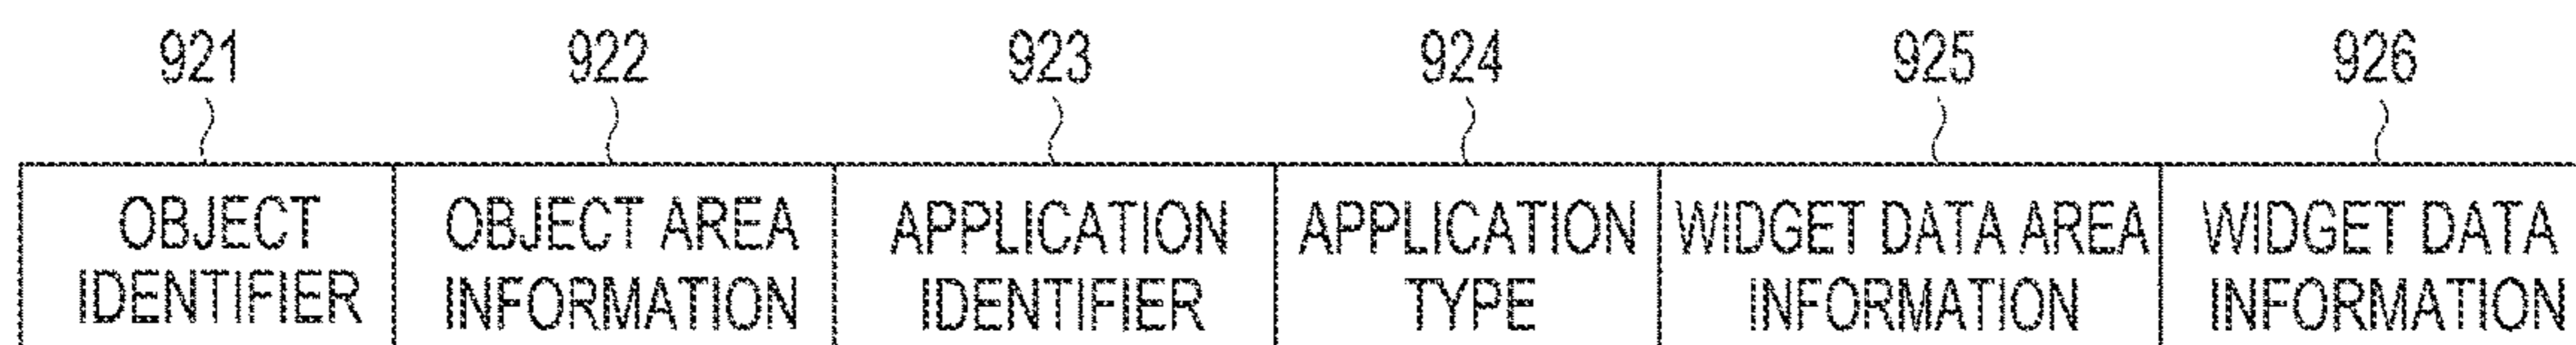 921 922 923 924 925 926
OBJECT OBJECT AREA APPLICATION APPLICATION WIDGET DATA AREA WIDGET DATA
IDENTIFIER INFORMATION IDENTIFIER TYPE INFORMATION INFORMATION